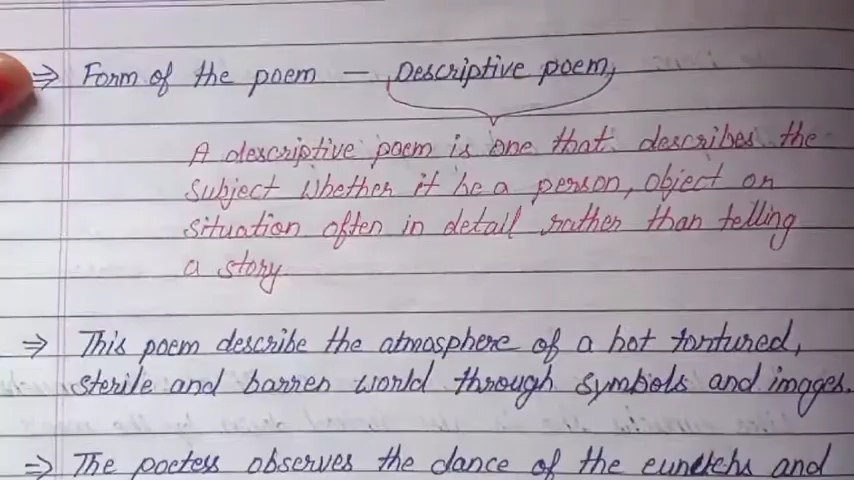 ⇒ Form of the poem — Descriptive poem,
A descriptive poem is one that describes the
subject whether it be a person, object on
situation often in detail rather than telling
a story
⇒ This poem describe the atmosphere of a hot tortured,
sterile and barren world through symbols and images.
⇒ The poetess observes the dance of the eunuchs and